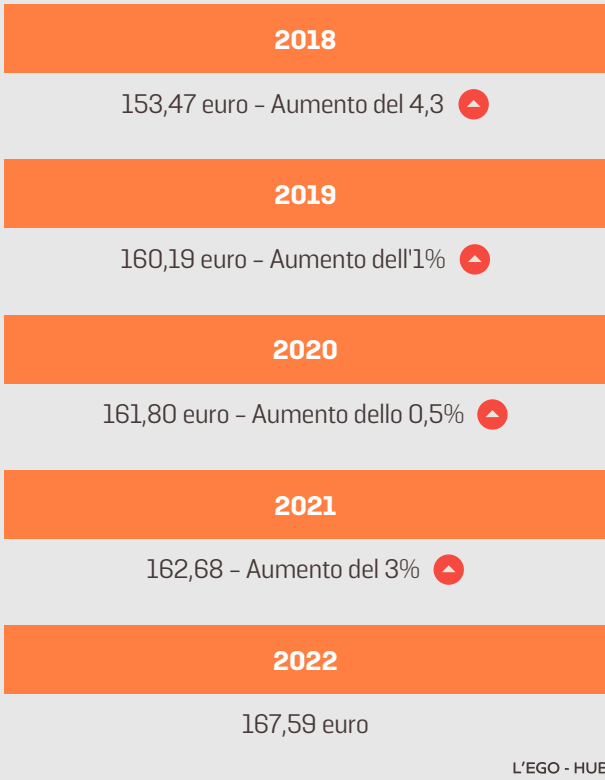 2018
153,47 euro – Aumento del 4,3
2019
160,19 euro – Aumento dell'1%
2020
161,80 euro – Aumento dello 0,5%
2021
162,68 – Aumento del 3%
2022
167,59 euro
L'EGO - HUB